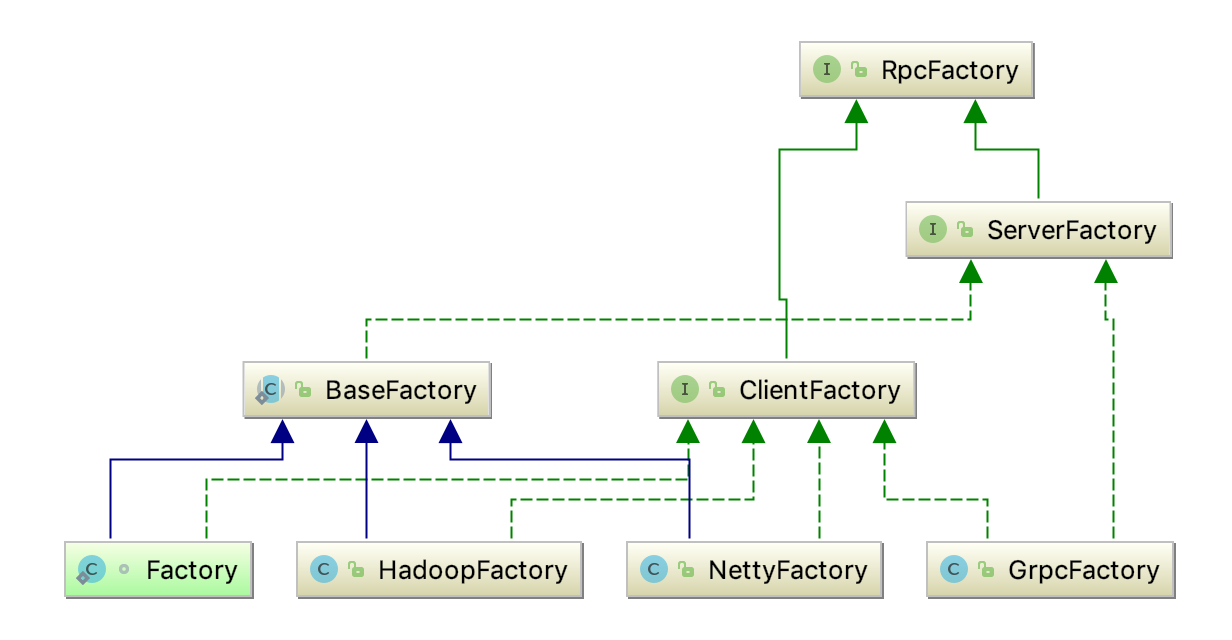 I RpcFactory
I ServerFactory
C BaseFactory
I ClientFactory
C Factory
C HadoopFactory
C NettyFactory
C GrpcFactory